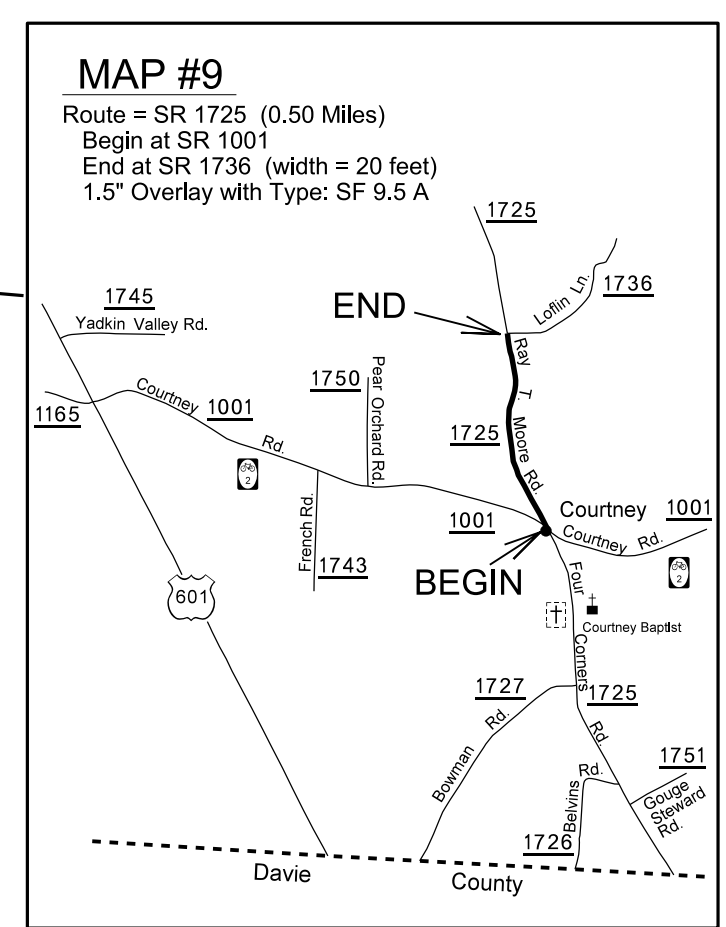 MAP #9
Route = SR 1725 (0.50 Miles)
Begin at SR 1001
End at SR 1736 (width = 20 feet)
1.5" Overlay with Type: SF 9.5 A
1725
1736
Loflin Ln.
END
1745
Yadkin Valley Rd.
Ray T. Moore Rd.
1750
Pear Orchard Rd.
1165
Courtney Rd.
1001
2
1725
1001
Courtney
1001
Courtney Rd.
2
French Rd.
1743
BEGIN
601
Four Corners Rd.
Courtney Baptist
1727
1725
Bowman Rd.
1751
Gouge
Steward
Rd.
Belvins Rd.
1726
Davie County